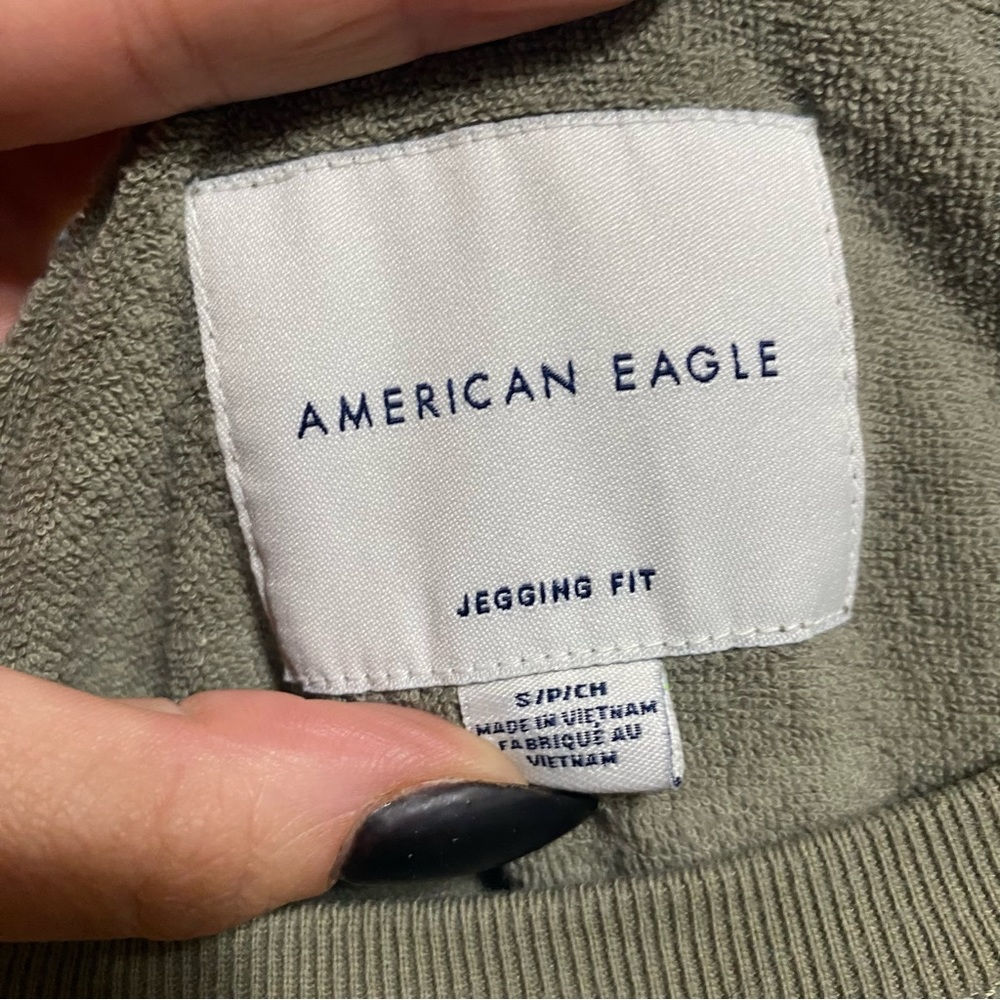 AMERICAN EAGLE
JEGGING FIT
S/P/CH
MADE IN VIETNAM
FABRIQUÉ AU
VIETNAM